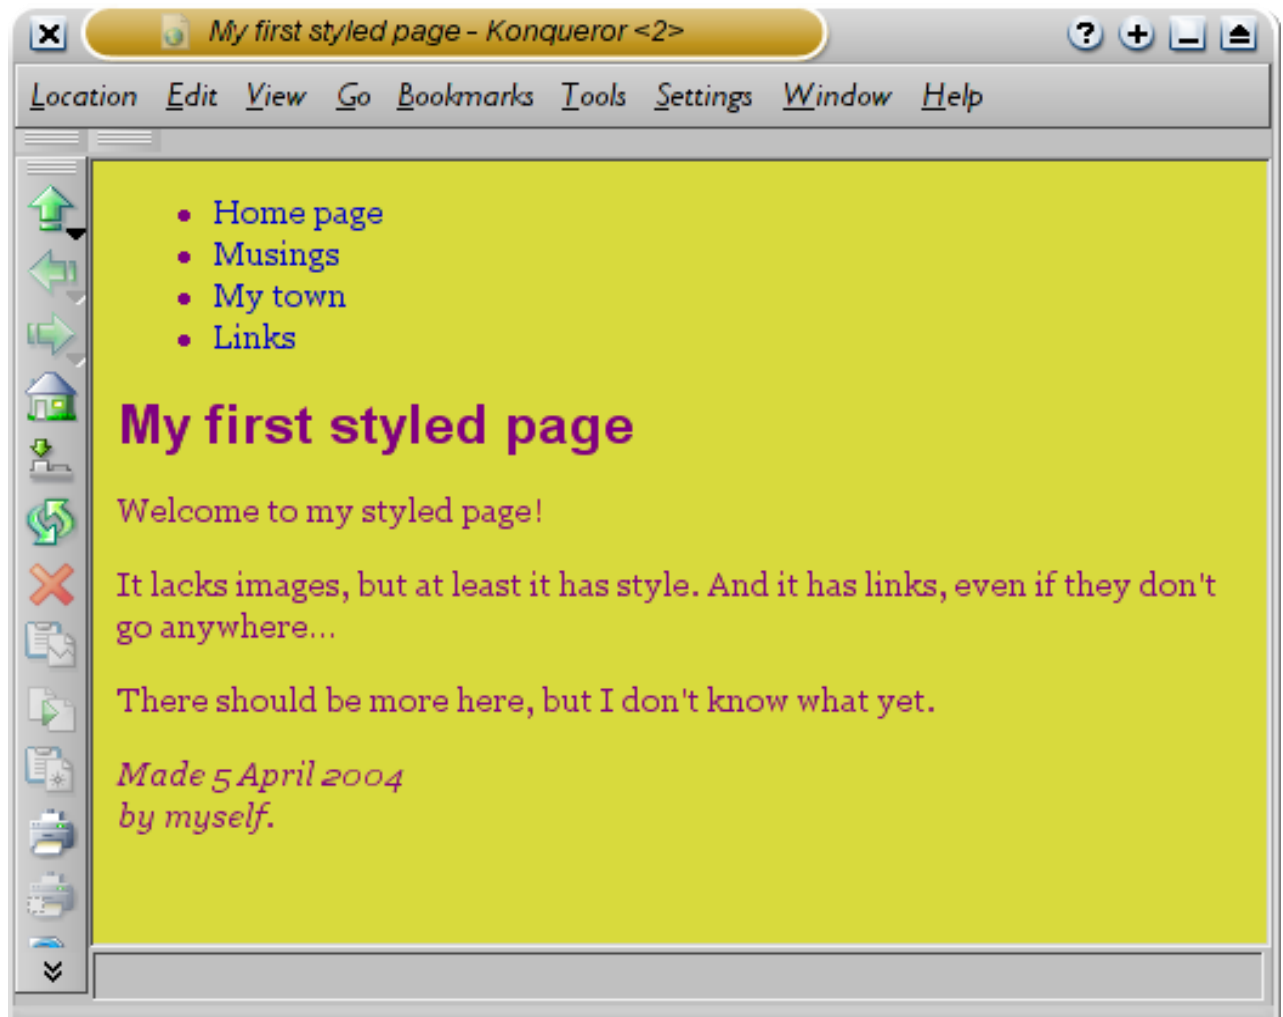 My first styled page - Konqueror <2>
Location Edit View Go Bookmarks Tools Settings Window Help
Home page
Musings
My town
Links
My first styled page
Welcome to my styled page!
It lacks images, but at least it has style. And it has links, even if they don't
go anywhere...
There should be more here, but I don't know what yet.
Made 5 April 2004
by myself.